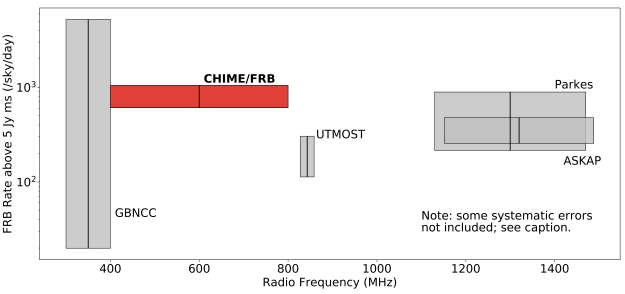 FRB Rate above 5 Jy ms (/sky/day)
10³
10²
CHIME/FRB
Parkes
UTMOST
ASKAP
GBNCC
Note: some systematic errors
not included; see caption.
400 600 800 1000 1200 1400
Radio Frequency (MHz)